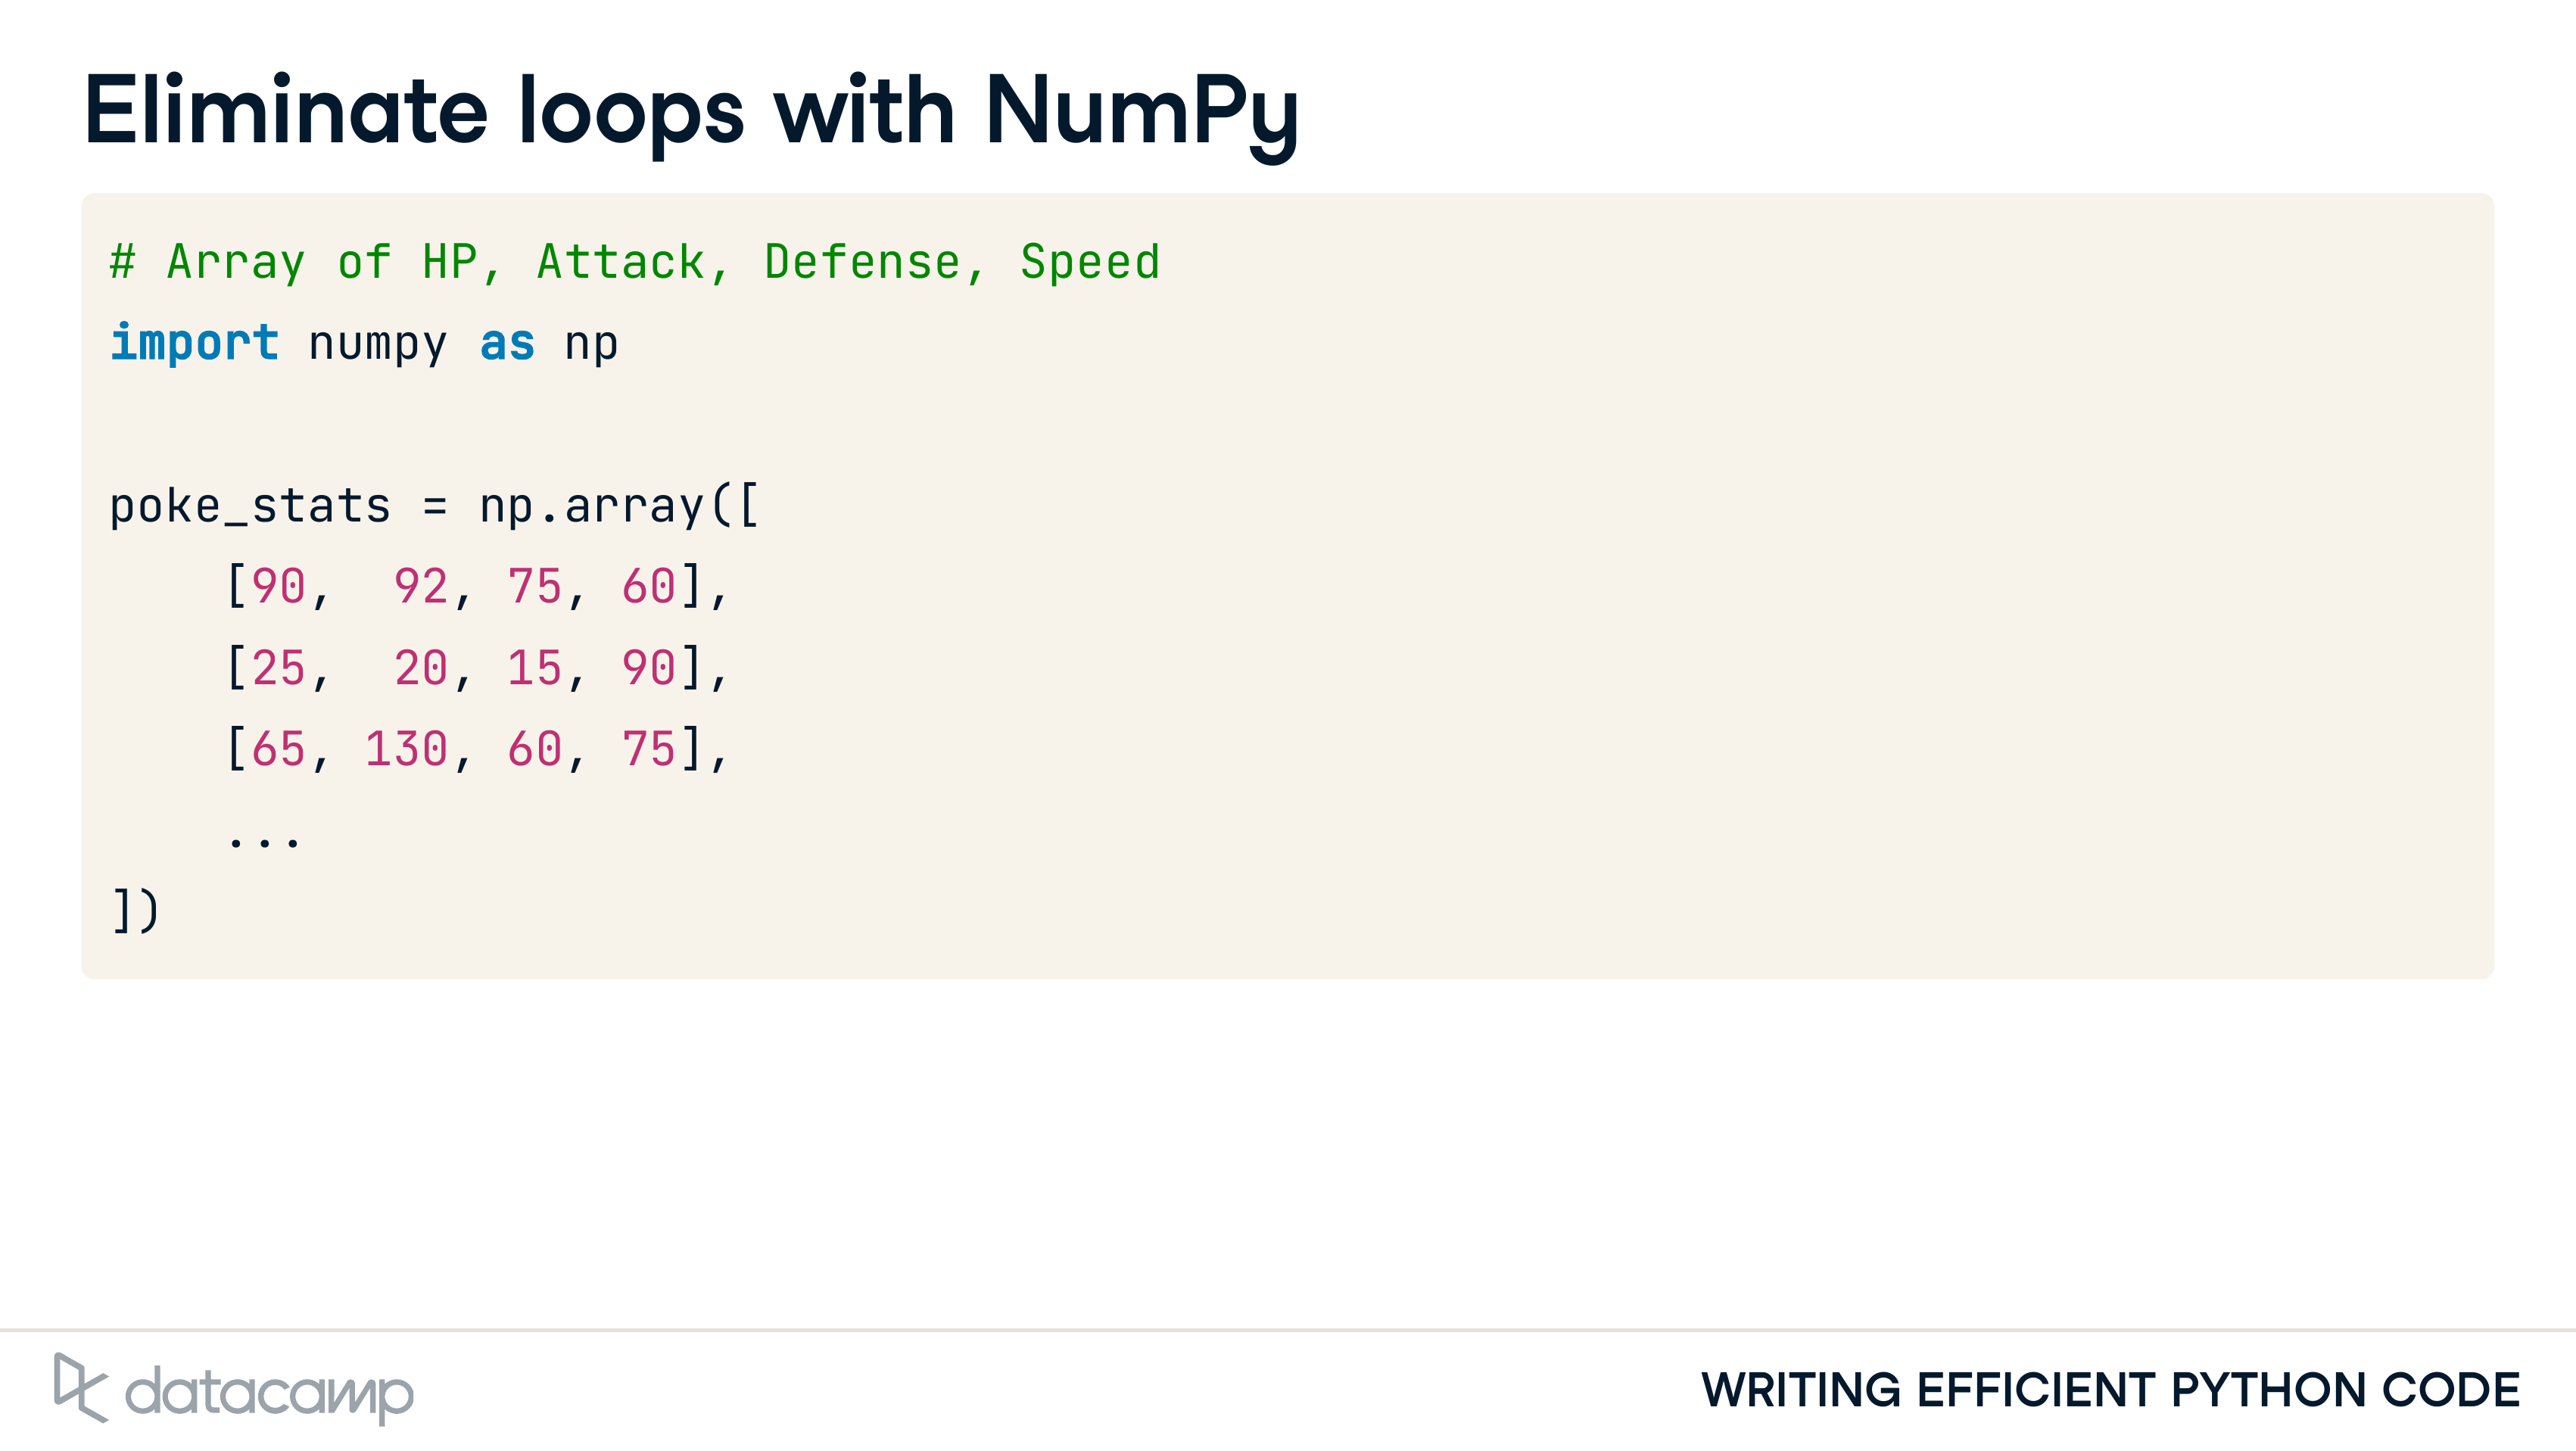 Eliminate loops with NumPy
# Array of HP, Attack, Defense, Speed
import numpy as np
poke_stats = np.array([
    [90,  92, 75, 60],
    [25,  20, 15, 90],
    [65, 130, 60, 75],
    ...
])
datacamp
WRITING EFFICIENT PYTHON CODE